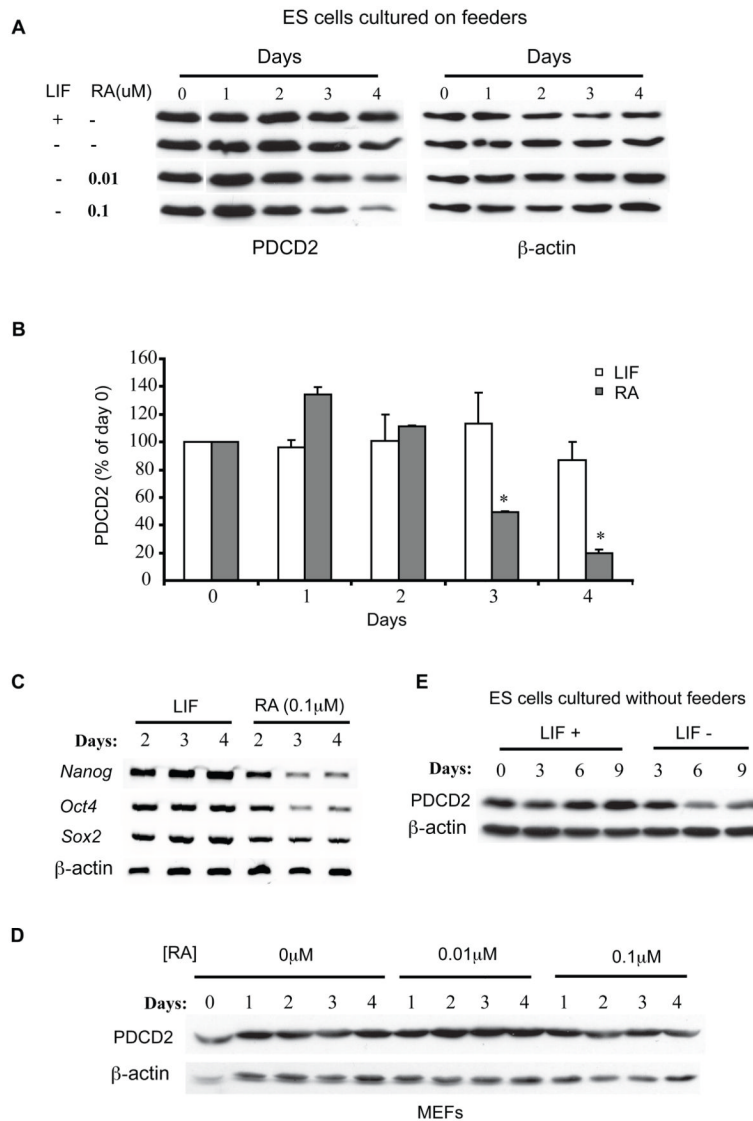 A
ES cells cultured on feeders
Days Days
LIF RA(uM) 0 1 2 3 4 0 1 2 3 4
+ -
- -
- 0.01
- 0.1
PDCD2 β-actin
B
PDCD2 (% of day 0)
160
140
120
100
80
60
40
20
0
LIF
RA
* *
0 1 2 3 4
Days
C
LIF RA (0.1μM)
Days: 2 3 4 2 3 4
Nanog
Oct4
Sox2
β-actin
E
ES cells cultured without feeders
LIF + LIF -
Days: 0 3 6 9 3 6 9
PDCD2
β-actin
D
[RA] 0μM 0.01μM 0.1μM
Days: 0 1 2 3 4 1 2 3 4 1 2 3 4
PDCD2
β-actin
MEFs